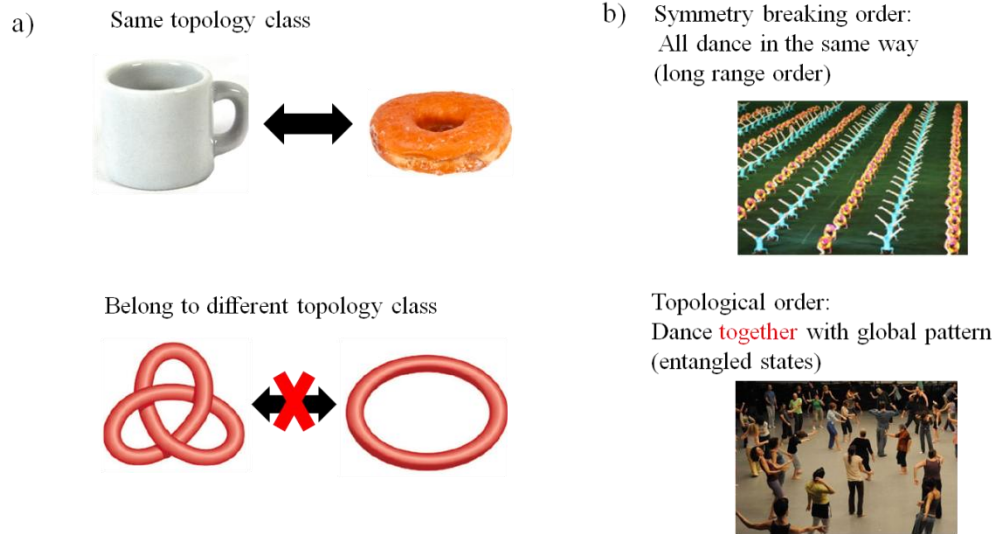 a)
Same topology class
Belong to different topology class
b)
Symmetry breaking order:
All dance in the same way
(long range order)
Topological order:
Dance together with global pattern
(entangled states)